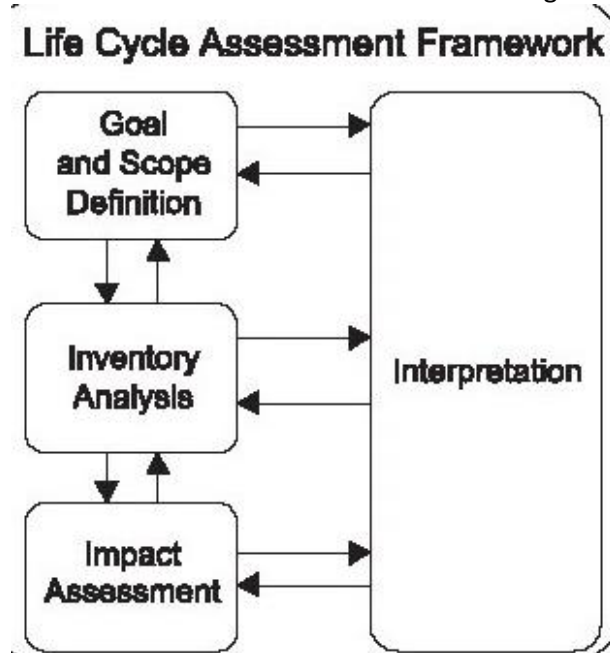 Life Cycle Assessment Framework
Goal
and Scope
Definition
Inventory
Analysis
Interpretation
Impact
Assessment